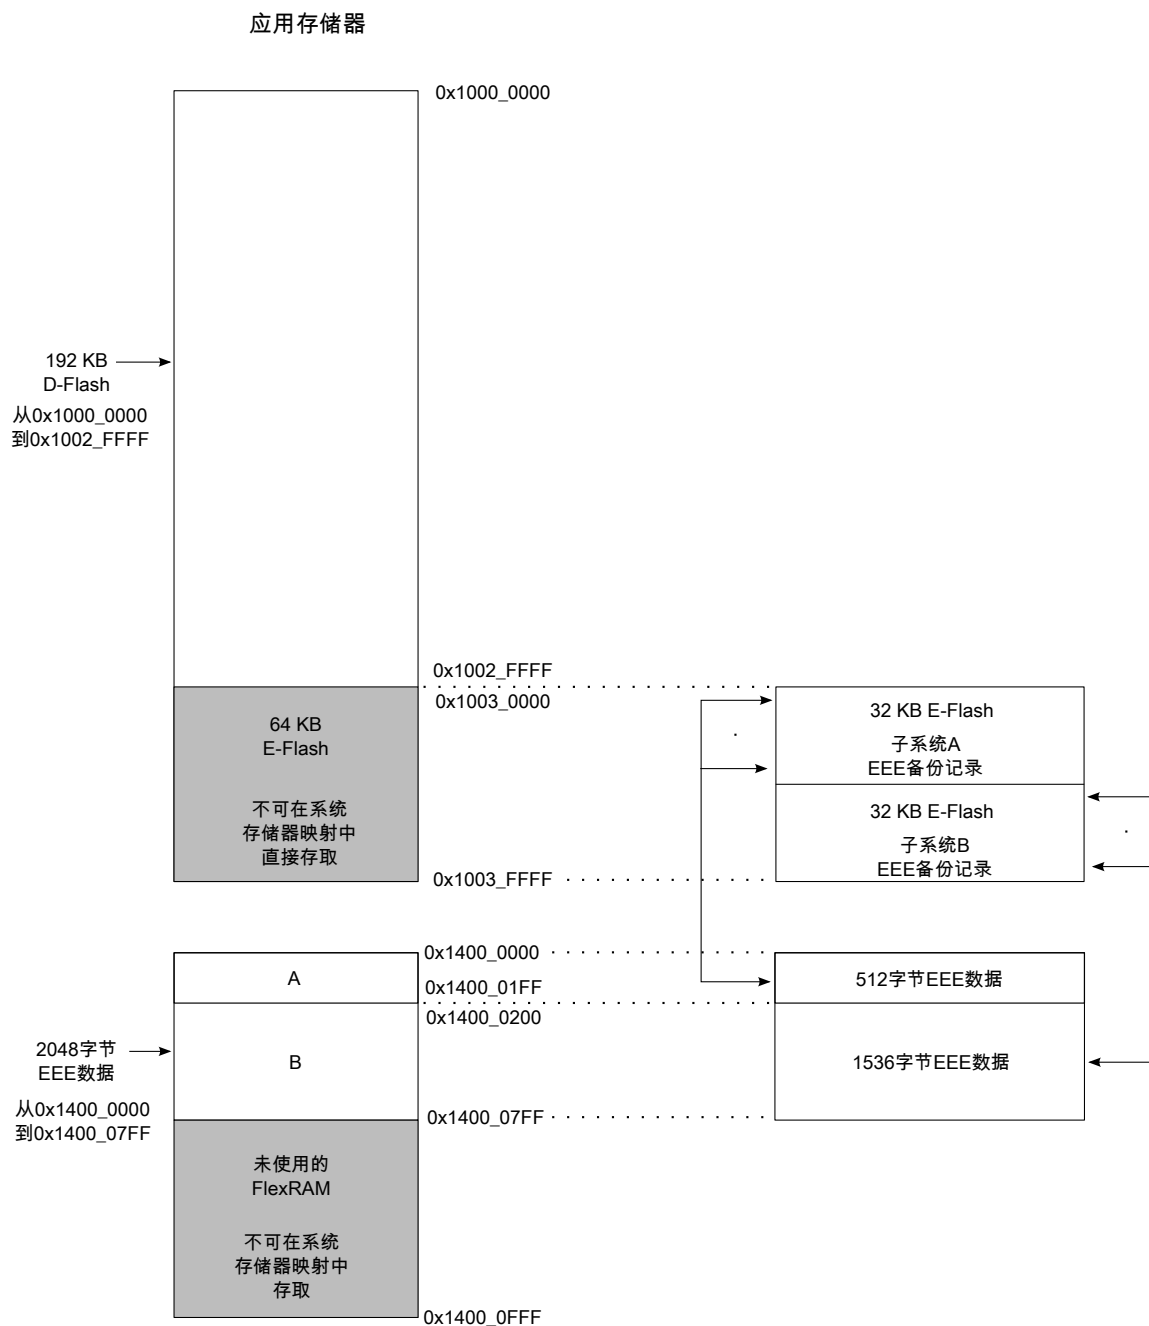 应用存储器
0x1000_0000
192 KB
D-Flash
从0x1000_0000
到0x1002_FFFF
0x1002_FFFF
0x1003_0000
64 KB
E-Flash
不可在系统
存储器映射中
直接存取
32 KB E-Flash
子系统A
EEE备份记录
32 KB E-Flash
子系统B
EEE备份记录
0x1003_FFFF
0x1400_0000
A
0x1400_01FF
512字节EEE数据
0x1400_0200
2048字节
EEE数据
从0x1400_0000
到0x1400_07FF
B
1536字节EEE数据
0x1400_07FF
未使用的
FlexRAM
不可在系统
存储器映射中
存取
0x1400_0FFF